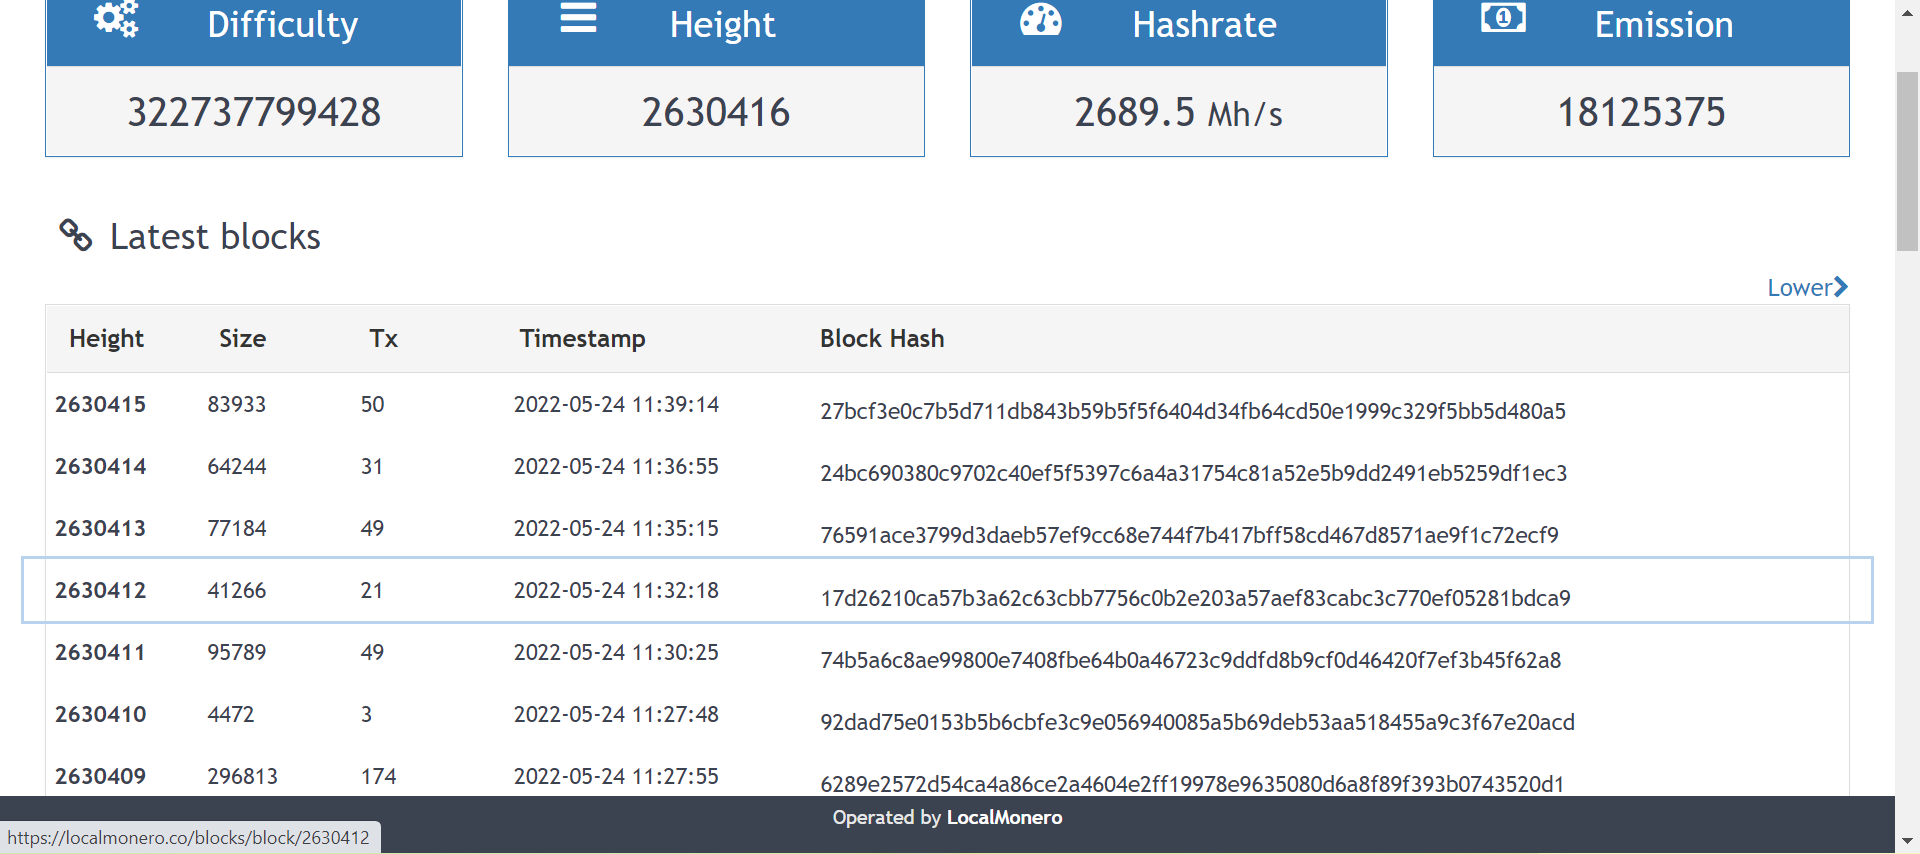 Difficulty Height Hashrate Emission
322737799428 2630416 2689.5 Mh/s 18125375
Latest blocks
Lower
Height Size Tx Timestamp Block Hash
2630415 83933 50 2022-05-24 11:39:14 27bcf3e0c7b5d711db843b59b5f5f6404d34fb64cd50e1999c329f5bb5d480a5
2630414 64244 31 2022-05-24 11:36:55 24bc690380c9702c40ef5f5397c6a4a31754c81a52e5b9dd2491eb5259df1ec3
2630413 77184 49 2022-05-24 11:35:15 76591ace3799d3daeb57ef9cc68e744f7b417bff58cd467d8571ae9f1c72ecf9
2630412 41266 21 2022-05-24 11:32:18 17d26210ca57b3a62c63cbb7756c0b2e203a57aef83cabc3c770ef05281bdca9
2630411 95789 49 2022-05-24 11:30:25 74b5a6c8ae99800e7408fbe64b0a46723c9ddfd8b9cf0d46420f7ef3b45f62a8
2630410 4472 3 2022-05-24 11:27:48 92dad75e0153b5b6cbfe3c9e056940085a5b69deb53aa518455a9c3f67e20acd
2630409 296813 174 2022-05-24 11:27:55 6289e2572d54ca4a86ce2a4604e2ff19978e9635080d6a8f89f393b0743520d1
Operated by LocalMonero
https://localmonero.co/blocks/block/2630412